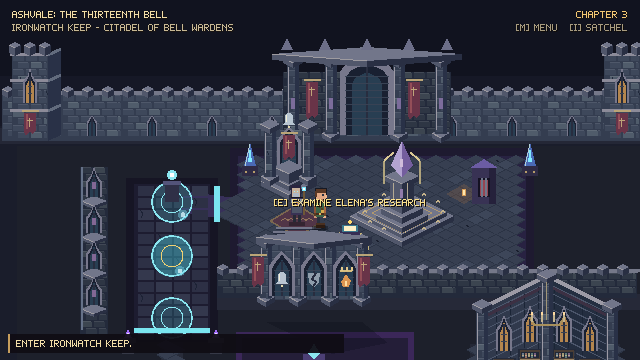 ASHVALE: THE THIRTEENTH BELL
IRONWATCH KEEP - CITADEL OF BELL WARDENS
CHAPTER 3
[M] MENU [I] SATCHEL
[E] EXAMINE ELENA'S RESEARCH
ENTER IRONWATCH KEEP.